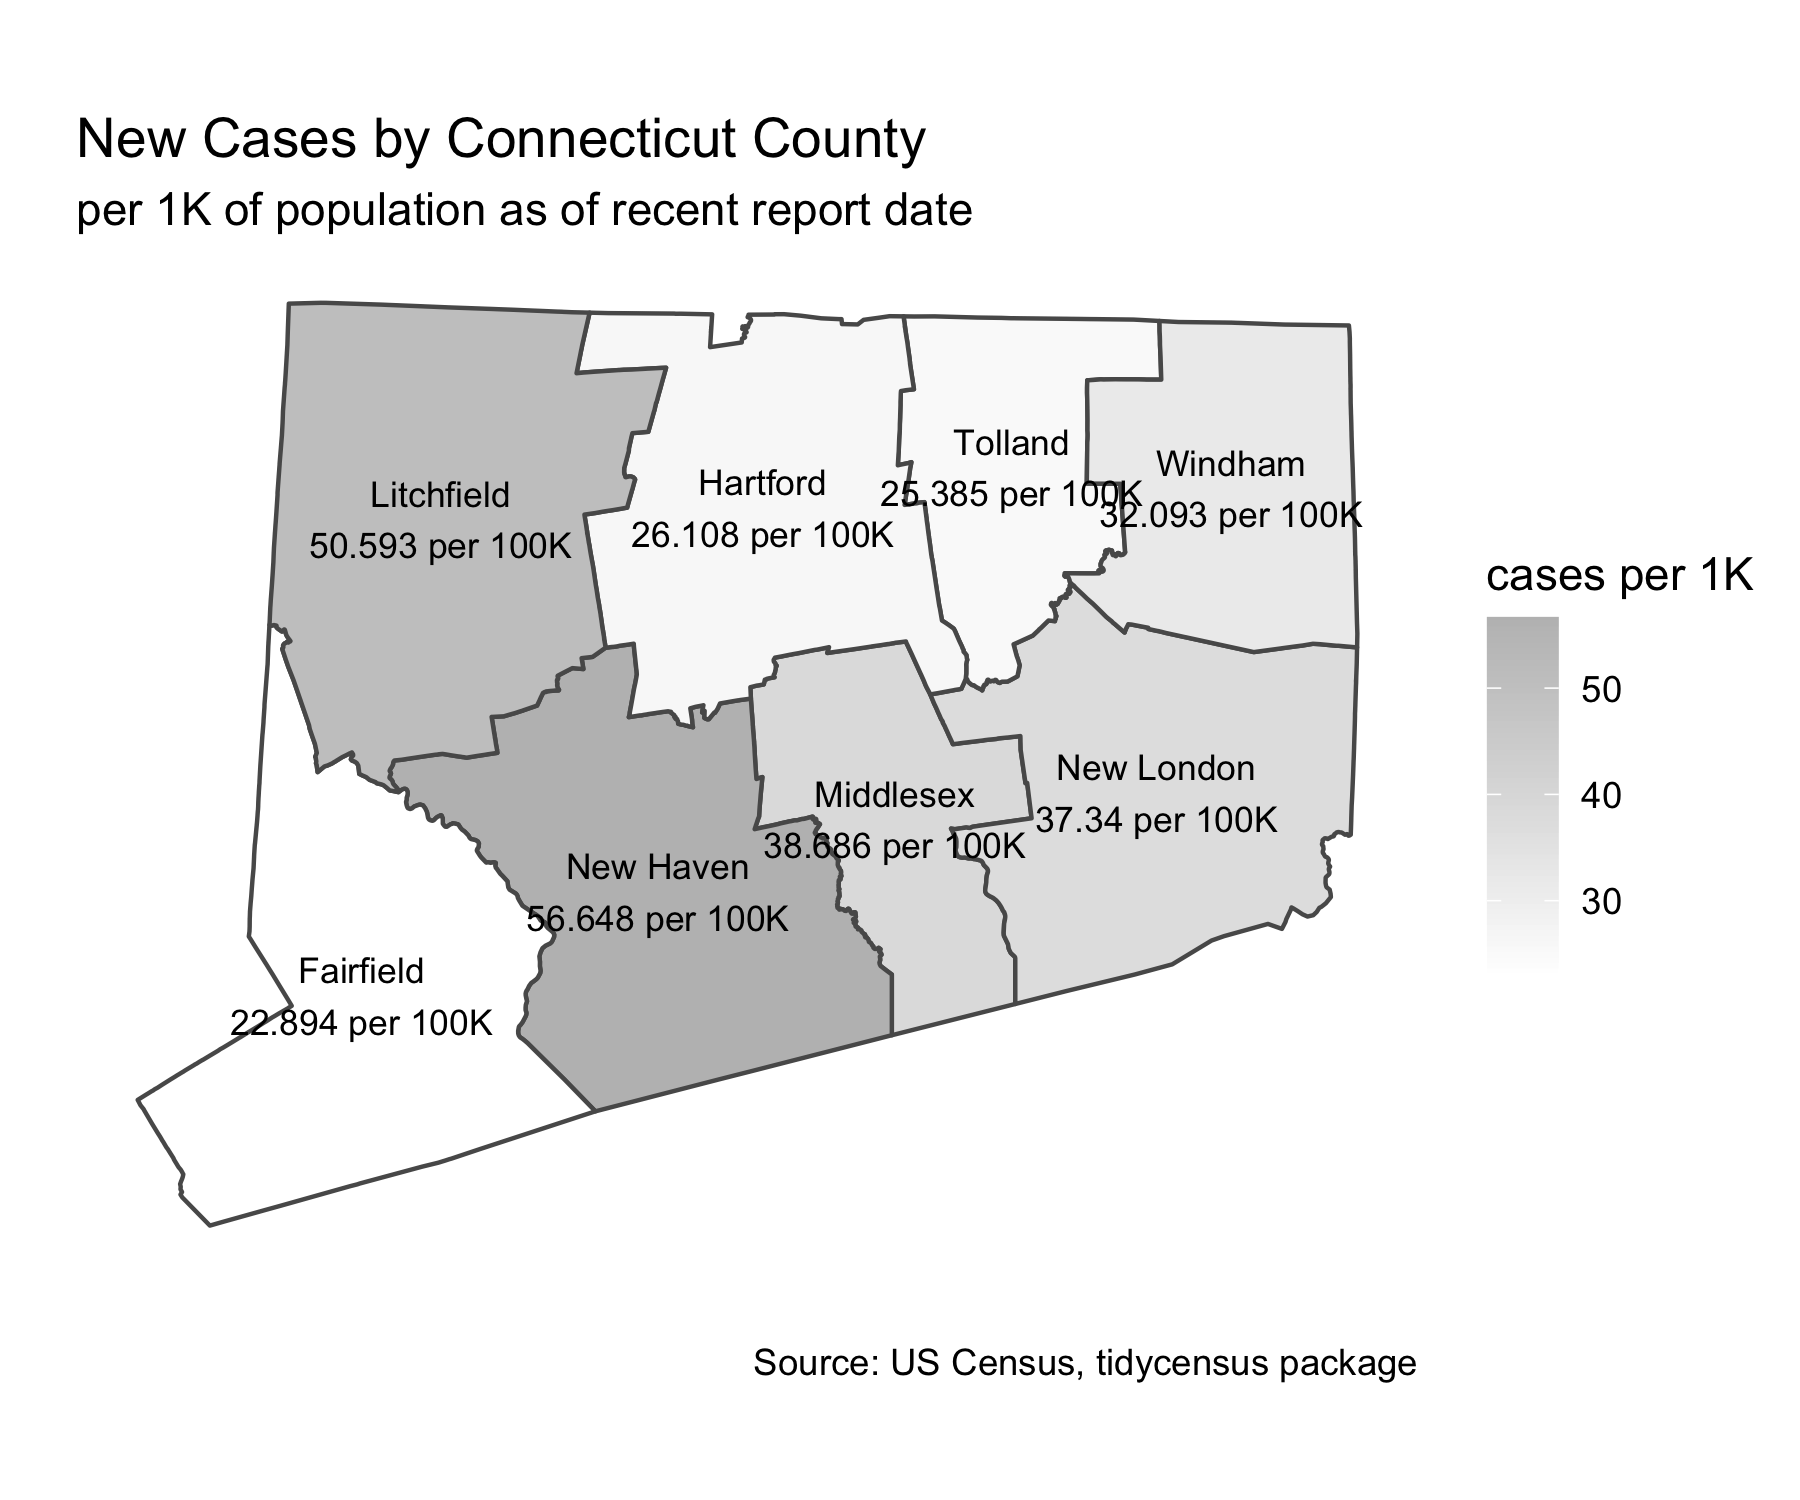 New Cases by Connecticut County
per 1K of population as of recent report date
Litchfield
50.593 per 100K
Hartford
26.108 per 100K
Tolland
25.385 per 100K
Windham
32.093 per 100K
New Haven
56.648 per 100K
Middlesex
38.686 per 100K
New London
37.34 per 100K
Fairfield
22.894 per 100K
cases per 1K
50
40
30
Source: US Census, tidycensus package